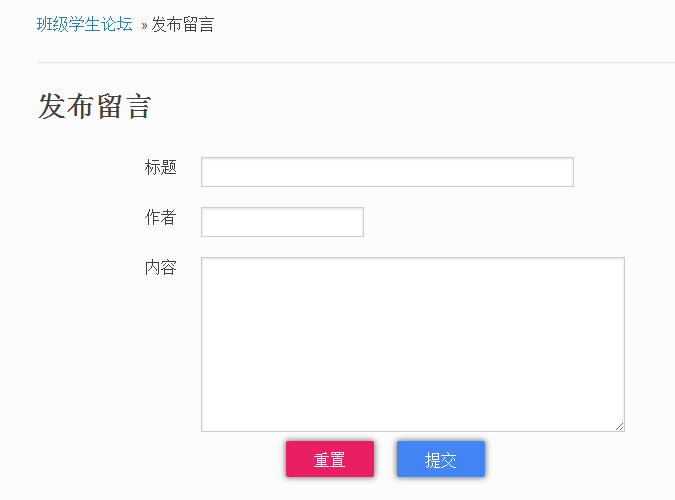 班级学生论坛 » 发布留言
发布留言
标题
作者
内容
重置 提交